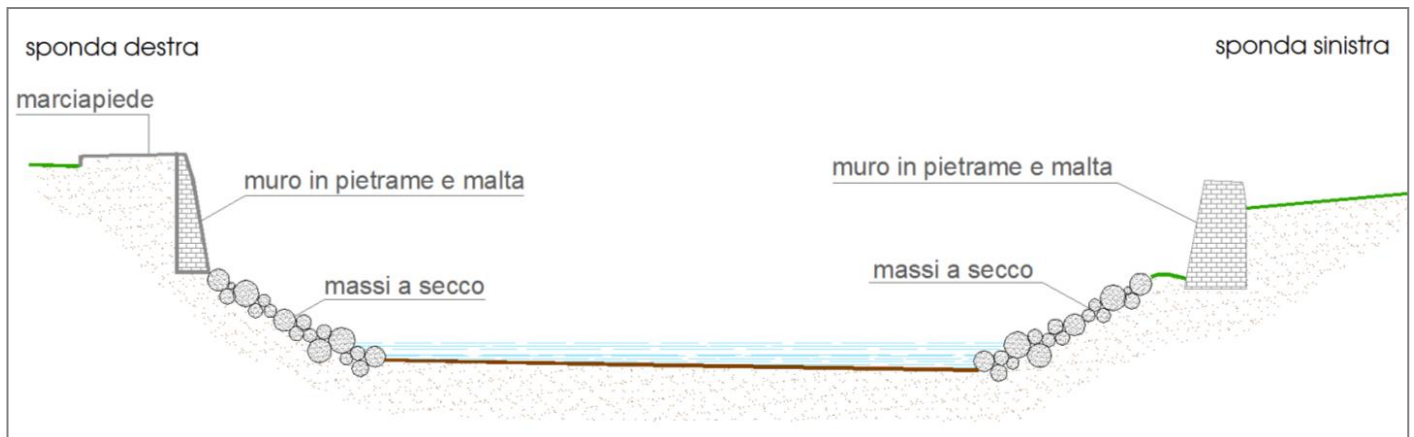 sponda destra
sponda sinistra
marciapiede
muro in pietrame e malta
muro in pietrame e malta
massi a secco
massi a secco